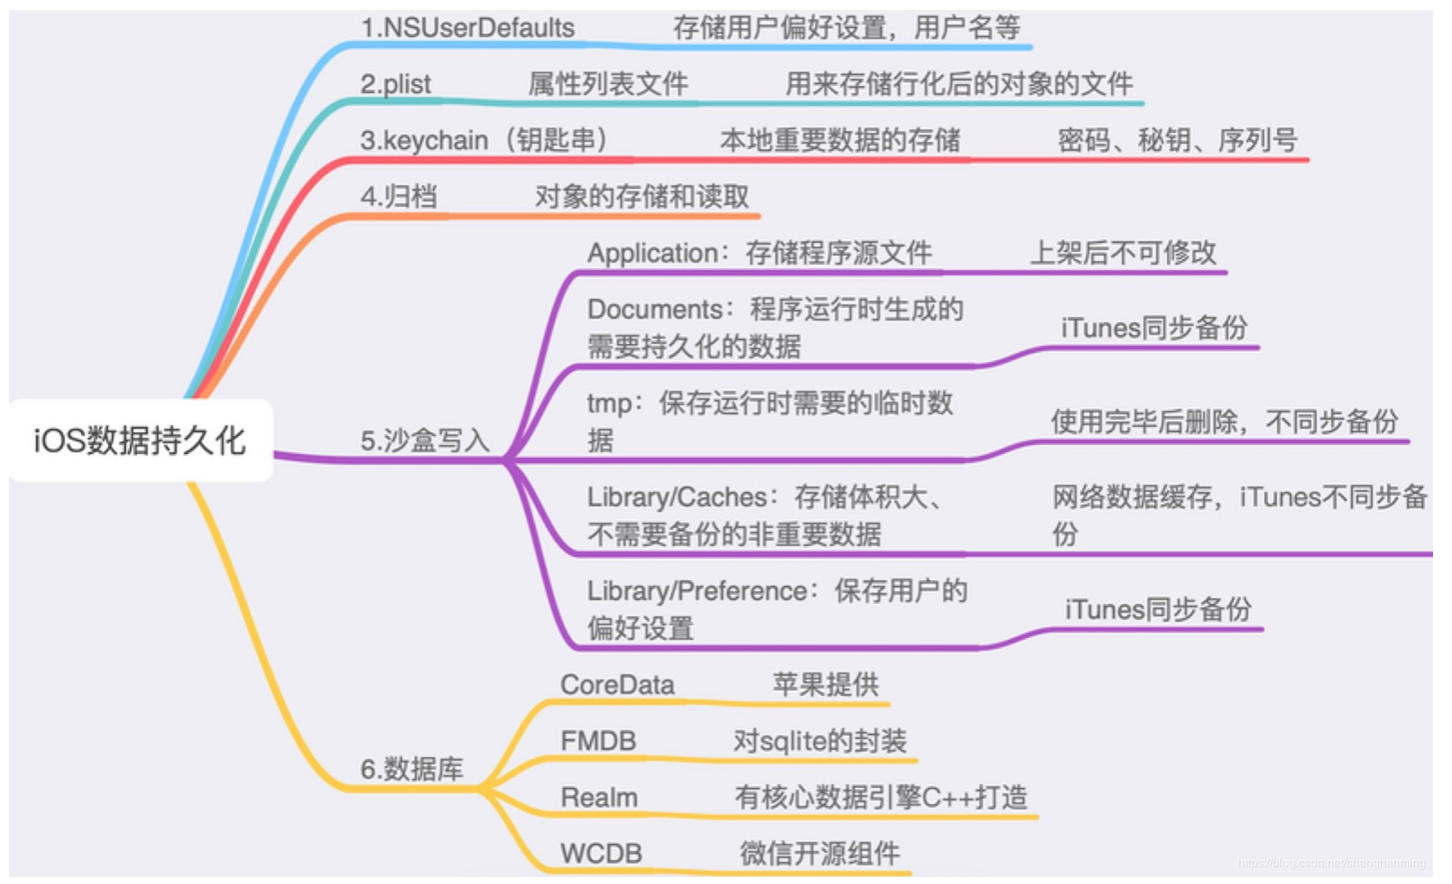 1.NSUserDefaults 存储用户偏好设置，用户名等
2.plist 属性列表文件 用来存储行化后的对象的文件
3.keychain（钥匙串） 本地重要数据的存储 密码、秘钥、序列号
4.归档 对象的存储和读取
iOS数据持久化
5.沙盒写入
Application：存储程序源文件 上架后不可修改
Documents：程序运行时生成的
需要持久化的数据
iTunes同步备份
tmp：保存运行时需要的临时数
据
使用完毕后删除，不同步备份
Library/Caches：存储体积大、
不需要备份的非重要数据
网络数据缓存，iTunes不同步备
份
Library/Preference：保存用户的
偏好设置
iTunes同步备份
6.数据库
CoreData 苹果提供
FMDB 对sqlite的封装
Realm 有核心数据引擎C++打造
WCDB 微信开源组件